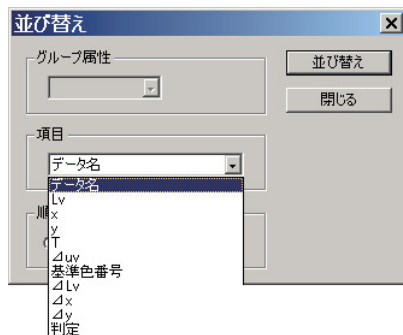 並び替え
グループ属性
並び替え
閉じる
項目
データ名
データ名
Lv
x
y
T
⊿uv
基準色番号
⊿Lv
⊿x
⊿y
判定